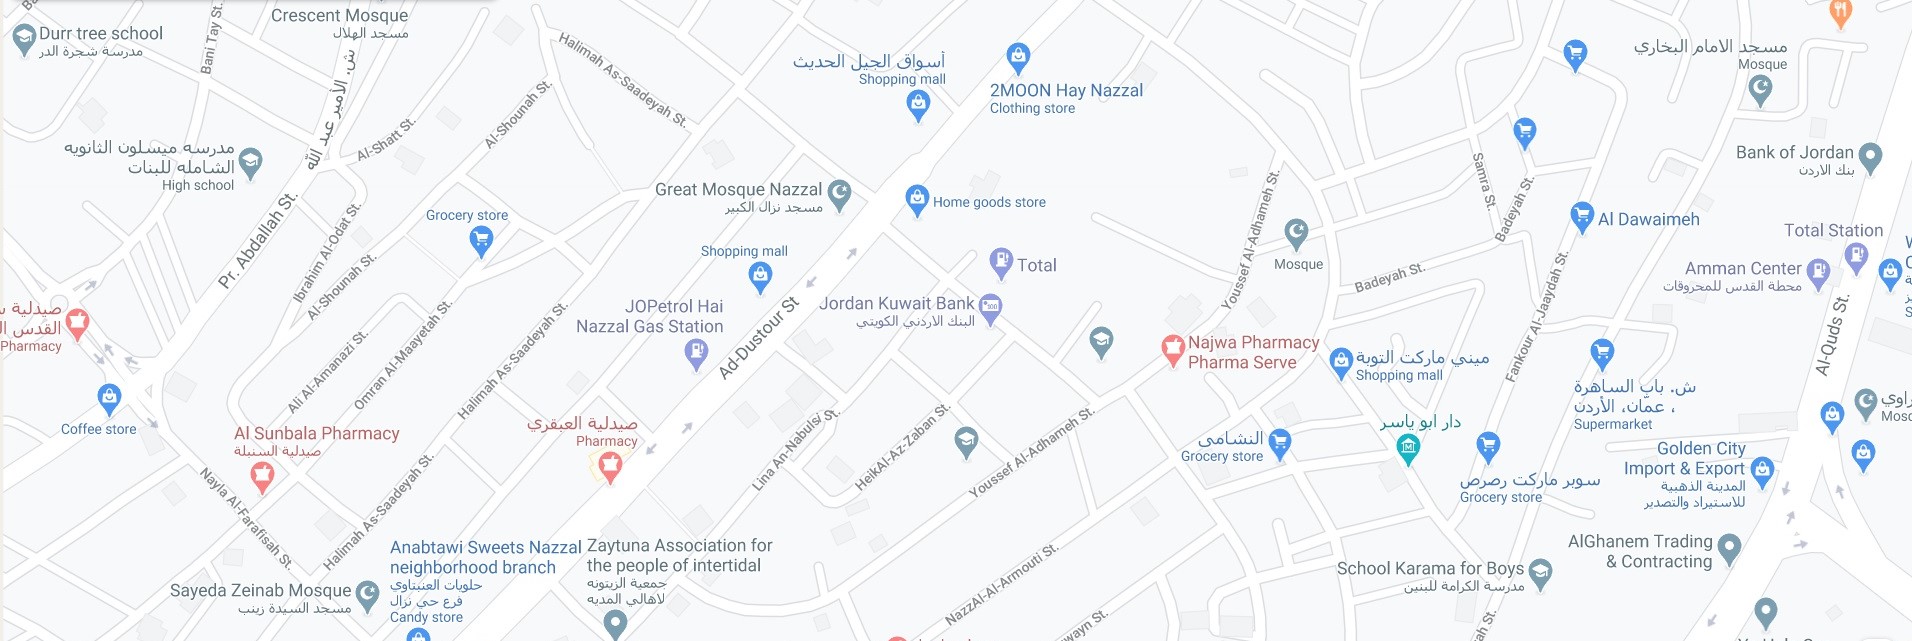 Crescent Mosque
مسجد الهلال
Durr tree school
مدرسة شجرة الدر
Bani Tay St.
ش. الأمير عبد الله
Halimah As-Saadeyah St.
أسواق الجيل الحديث
Shopping mall
2MOON Hay Nazzal
Clothing store
مسجد الامام البخاري
Mosque
Al-Shatt St.
Al-Shounah St.
مدرسه ميسلون الثانويه
الشامله للبنات
High school
Bank of Jordan
بنك الاردن
Samra St.
Badeyah St.
Great Mosque Nazzal
مسجد نزال الكبير
Home goods store
Youssef Al-Adhameh St.
Al Dawaimeh
Grocery store
Pr. Abdallah St.
Ibrahim Al-Odat St.
Al-Shounah St.
Shopping mall
Total
Mosque
Total Station
Badeyah St.
Amman Center
محطة القدس للمحروقات
JOPetrol Hai
Nazzal Gas Station
Jordan Kuwait Bank
البنك الاردني الكويتي
صيدلية
القدس
Pharmacy
Ad-Dustour St
Ali Al-Amanazi St.
Omran Al-Maayetah St.
Halimah As-Saadeyah St.
Najwa Pharmacy
Pharma Serve
ميني ماركت التوبة
Shopping mall
Fankour Al-Jaaydah St.
Al-Quds St.
ش. باب الساهرة
، عمّان، الأردن
Supermarket
Coffee store
Al Sunbala Pharmacy
صيدلية السنبلة
صيدلية العبقري
Pharmacy
Lina An-Nabulsi St.
HeikAl-Az-Zaban St.
Youssef Al-Adhameh St.
النشامى
Grocery store
دار ابو ياسر
سوبر ماركت رصرص
Grocery store
Golden City
Import & Export
المدينة الذهبية
للاستيراد والتصدير
Nayla Al-Farafisah St.
Halimah As-Saadeyah St.
Anabtawi Sweets Nazzal
neighborhood branch
حلويات العنبتاوي
فرع حي نزال
Candy store
Zaytuna Association for
the people of intertidal
جمعية الزيتونه
لاهالي المديه
Sayeda Zeinab Mosque
مسجد السيدة زينب
NazzAl-Al-Armouti St.
School Karama for Boys
مدرسة الكرامة للبنين
AlGhanem Trading
& Contracting